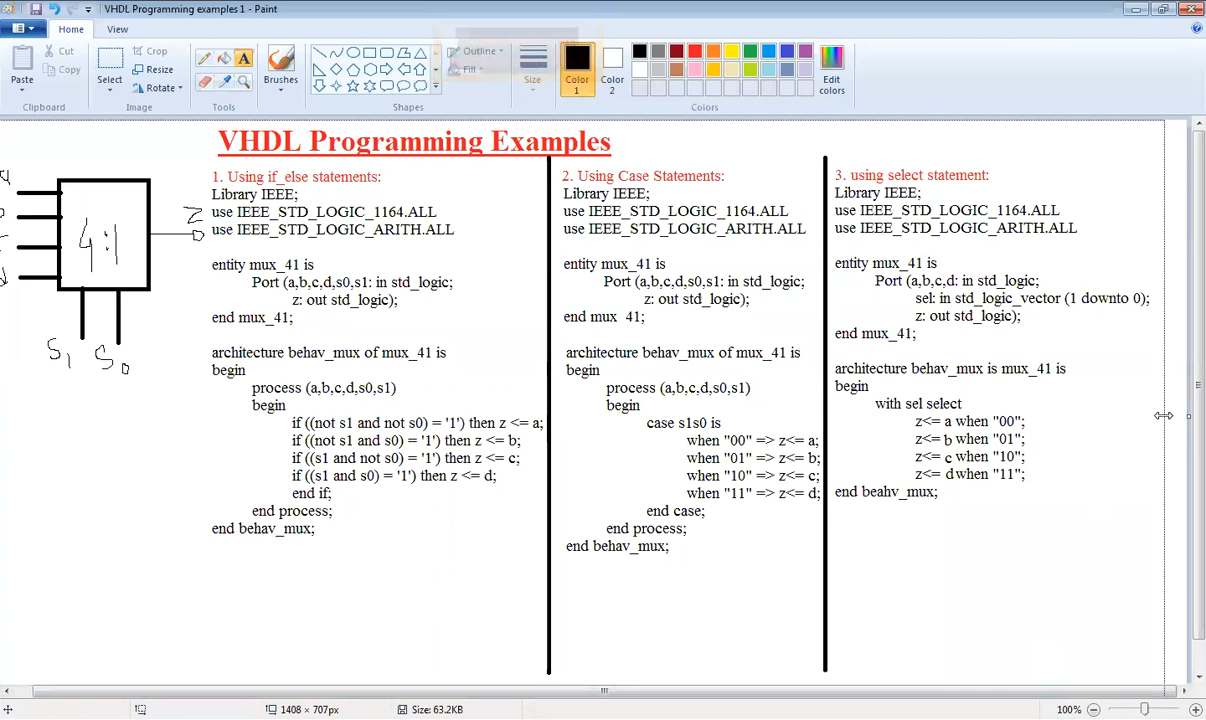 VHDL Programming examples 1 - Paint
Home
View
Paste
Cut
Copy
Clipboard
Select
Crop
Resize
Rotate
Image
Tools
A
Brushes
Shapes
Outline
Fill
Size
Color 1
Color 2
Edit colors
Colors
VHDL Programming Examples
4:1
Z
S1 S0
1. Using if_else statements:
Library IEEE;
use IEEE_STD_LOGIC_1164.ALL
use IEEE_STD_LOGIC_ARITH.ALL
entity mux_41 is
Port (a,b,c,d,s0,s1: in std_logic;
z: out std_logic);
end mux_41;
architecture behav_mux of mux_41 is
begin
process (a,b,c,d,s0,s1)
begin
if ((not s1 and not s0) = '1') then z <= a;
if ((not s1 and s0) = '1') then z <= b;
if ((s1 and not s0) = '1') then z <= c;
if ((s1 and s0) = '1') then z <= d;
end if;
end process;
end behav_mux;
2. Using Case Statements:
Library IEEE;
use IEEE_STD_LOGIC_1164.ALL
use IEEE_STD_LOGIC_ARITH.ALL
entity mux_41 is
Port (a,b,c,d,s0,s1: in std_logic;
z: out std_logic);
end mux 41;
architecture behav_mux of mux_41 is
begin
process (a,b,c,d,s0,s1)
begin
case s1s0 is
when "00" => z<= a;
when "01" => z<= b;
when "10" => z<= c;
when "11" => z<= d;
end case;
end process;
end behav_mux;
3. using select statement:
Library IEEE;
use IEEE_STD_LOGIC_1164.ALL
use IEEE_STD_LOGIC_ARITH.ALL
entity mux_41 is
Port (a,b,c,d: in std_logic;
sel: in std_logic_vector (1 downto 0);
z: out std_logic);
end mux_41;
architecture behav_mux is mux_41 is
begin
with sel select
z<= a when "00";
z<= b when "01";
z<= c when "10";
z<= d when "11";
end beahv_mux;
1408 × 707px
Size: 63.2KB
100%